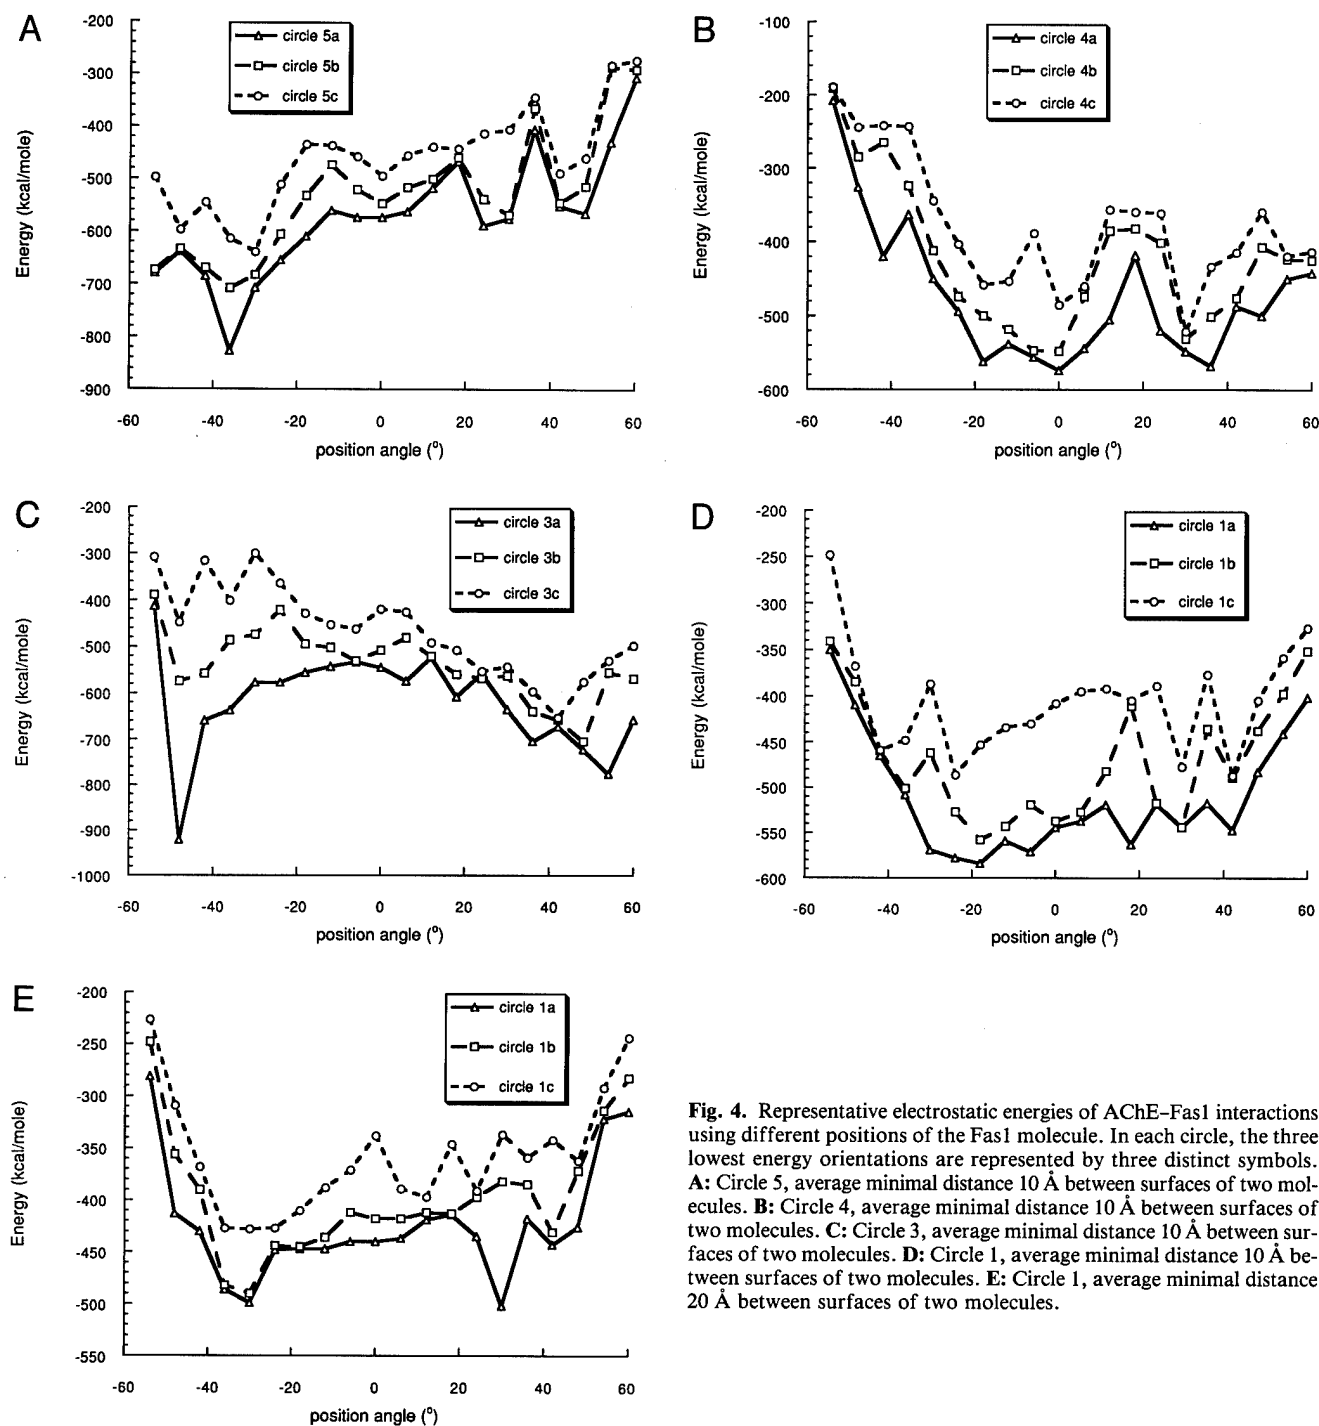 A
-200
-300
-400
-500
-600
-700
-800
-900
Energy (kcal/mole)
circle 5a
circle 5b
circle 5c
-60 -40 -20 0 20 40 60
position angle (°)
B
-100
-200
-300
-400
-500
-600
Energy (kcal/mole)
circle 4a
circle 4b
circle 4c
-60 -40 -20 0 20 40 60
position angle (°)
C
-200
-300
-400
-500
-600
-700
-800
-900
-1000
Energy (kcal/mole)
circle 3a
circle 3b
circle 3c
-60 -40 -20 0 20 40 60
position angle (°)
D
-200
-250
-300
-350
-400
-450
-500
-550
-600
Energy (kcal/mole)
circle 1a
circle 1b
circle 1c
-60 -40 -20 0 20 40 60
position angle (°)
E
-200
-250
-300
-350
-400
-450
-500
-550
Energy (kcal/mole)
circle 1a
circle 1b
circle 1c
-60 -40 -20 0 20 40 60
position angle (°)
Fig. 4. Representative electrostatic energies of AChE–Fas1 interactions
using different positions of the Fas1 molecule. In each circle, the three
lowest energy orientations are represented by three distinct symbols.
A: Circle 5, average minimal distance 10 Å between surfaces of two mol-
ecules. B: Circle 4, average minimal distance 10 Å between surfaces of
two molecules. C: Circle 3, average minimal distance 10 Å between sur-
faces of two molecules. D: Circle 1, average minimal distance 10 Å be-
tween surfaces of two molecules. E: Circle 1, average minimal distance
20 Å between surfaces of two molecules.